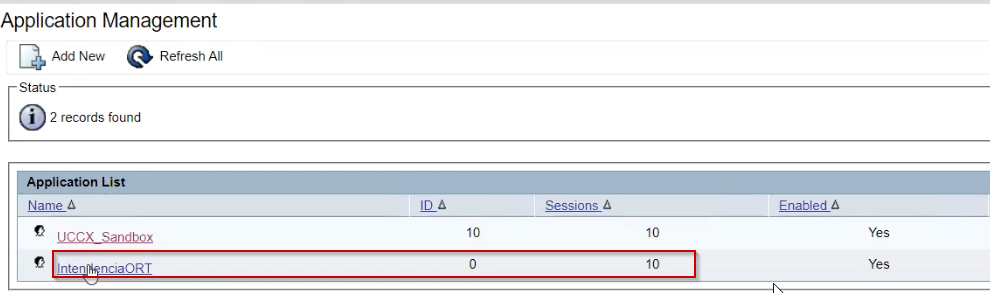 Application Management
Add New Refresh All
Status
2 records found
Application List
Name ID Sessions Enabled
UCCX_Sandbox 10 10 Yes
0 10 Yes